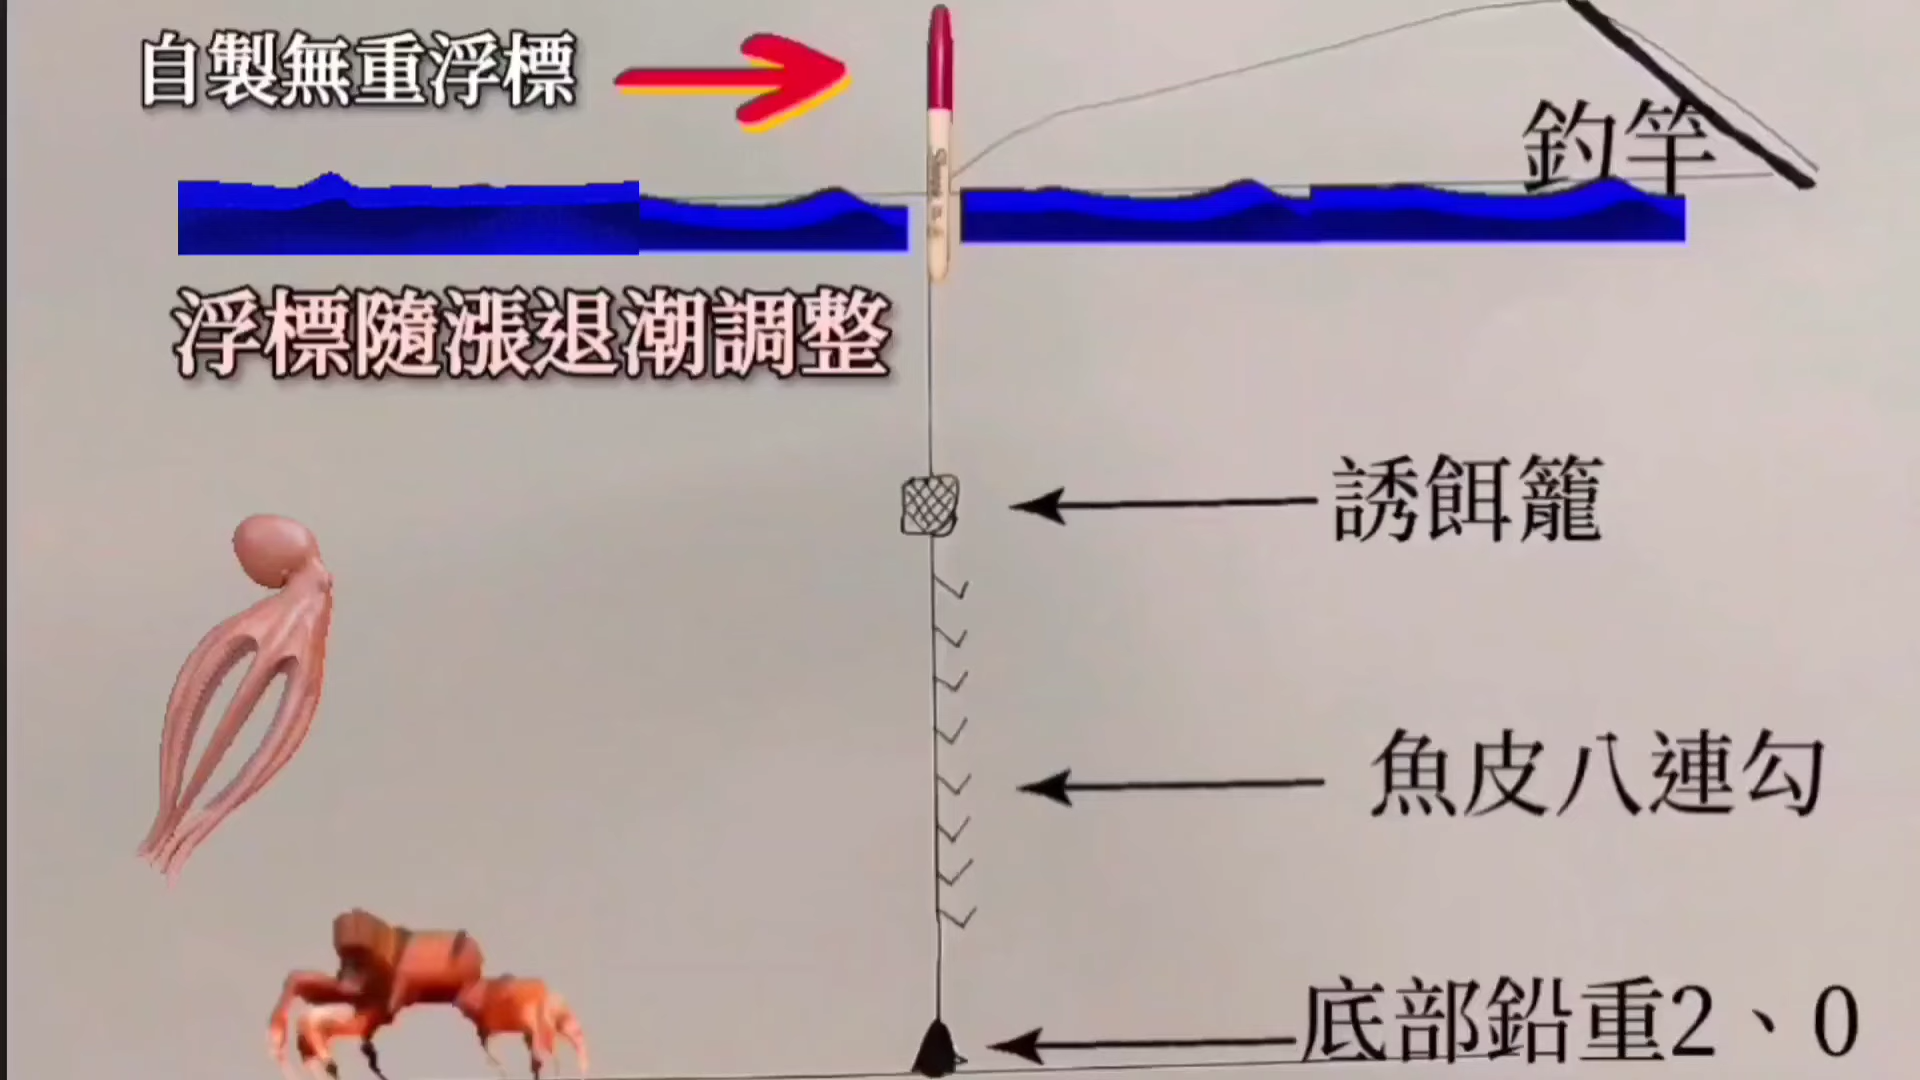 自製無重浮標
釣竿
浮標隨漲退潮調整
誘餌籠
魚皮八連勾
底部鉛重2、0